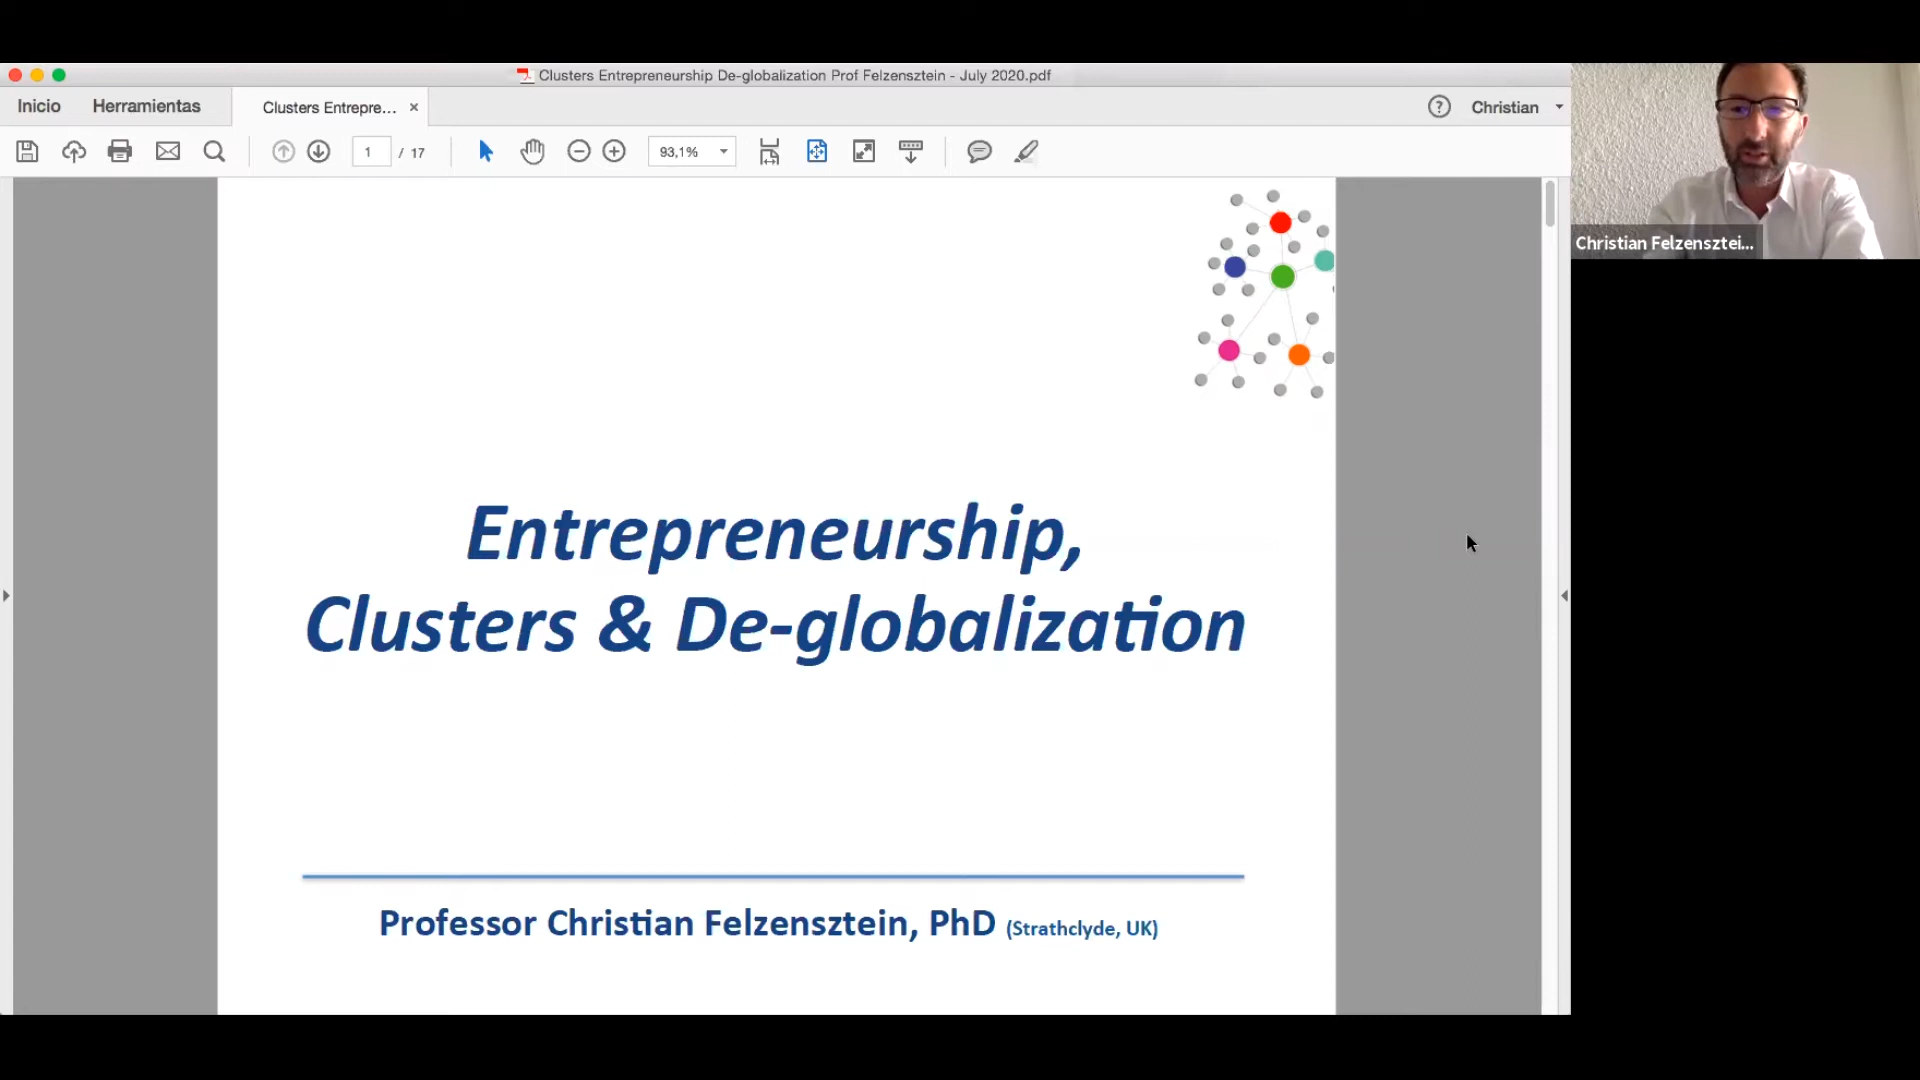 Clusters Entrepreneurship De-globalization Prof Felzensztein - July 2020.pdf
Inicio
Herramientas
Clusters Entrepre...
Christian
1 / 17
93,1%
Christian Felzensztei...
Entrepreneurship,
Clusters & De-globalization
Professor Christian Felzensztein, PhD (Strathclyde, UK)